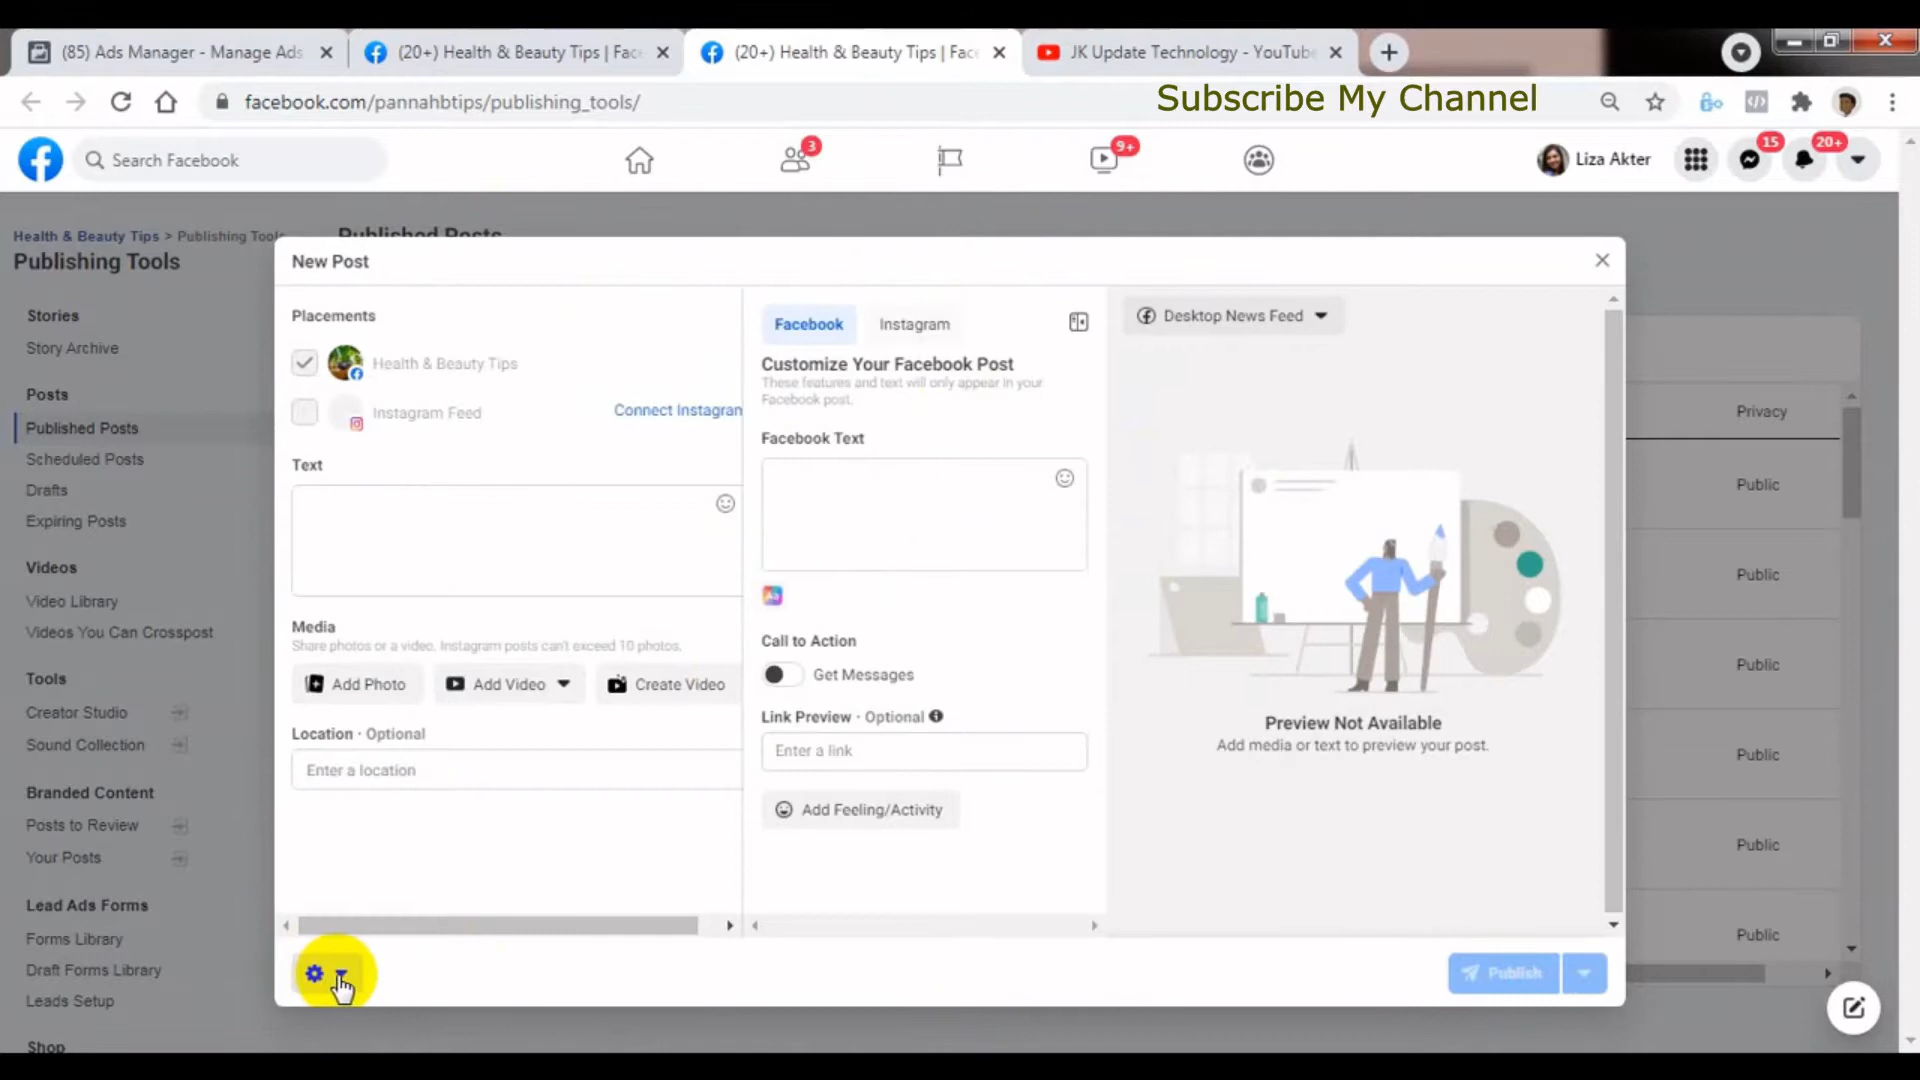 (85) Ads Manager - Manage Ads
(20+) Health & Beauty Tips | Face
(20+) Health & Beauty Tips | Face
JK Update Technology - YouTube
facebook.com/pannahbtips/publishing_tools/
Subscribe My Channel
Search Facebook
3
9+
Liza Akter
15
20+
Health & Beauty Tips > Publishing Tools
Publishing Tools
Published Posts
Stories
Story Archive
Posts
Published Posts
Scheduled Posts
Drafts
Expiring Posts
Videos
Video Library
Videos You Can Crosspost
Tools
Creator Studio
Sound Collection
Branded Content
Posts to Review
Your Posts
Lead Ads Forms
Forms Library
Draft Forms Library
Leads Setup
Shop
New Post
Placements
Health & Beauty Tips
Instagram Feed
Connect Instagram
Text
Media
Share photos or a video. Instagram posts can't exceed 10 photos.
Add Photo
Add Video
Create Video
Location · Optional
Enter a location
Facebook
Instagram
Customize Your Facebook Post
These features and text will only appear in your
Facebook post.
Facebook Text
Aa
Call to Action
Get Messages
Link Preview · Optional
Enter a link
Add Feeling/Activity
Desktop News Feed
Preview Not Available
Add media or text to preview your post.
Publish
Privacy
Public
Public
Public
Public
Public
Public